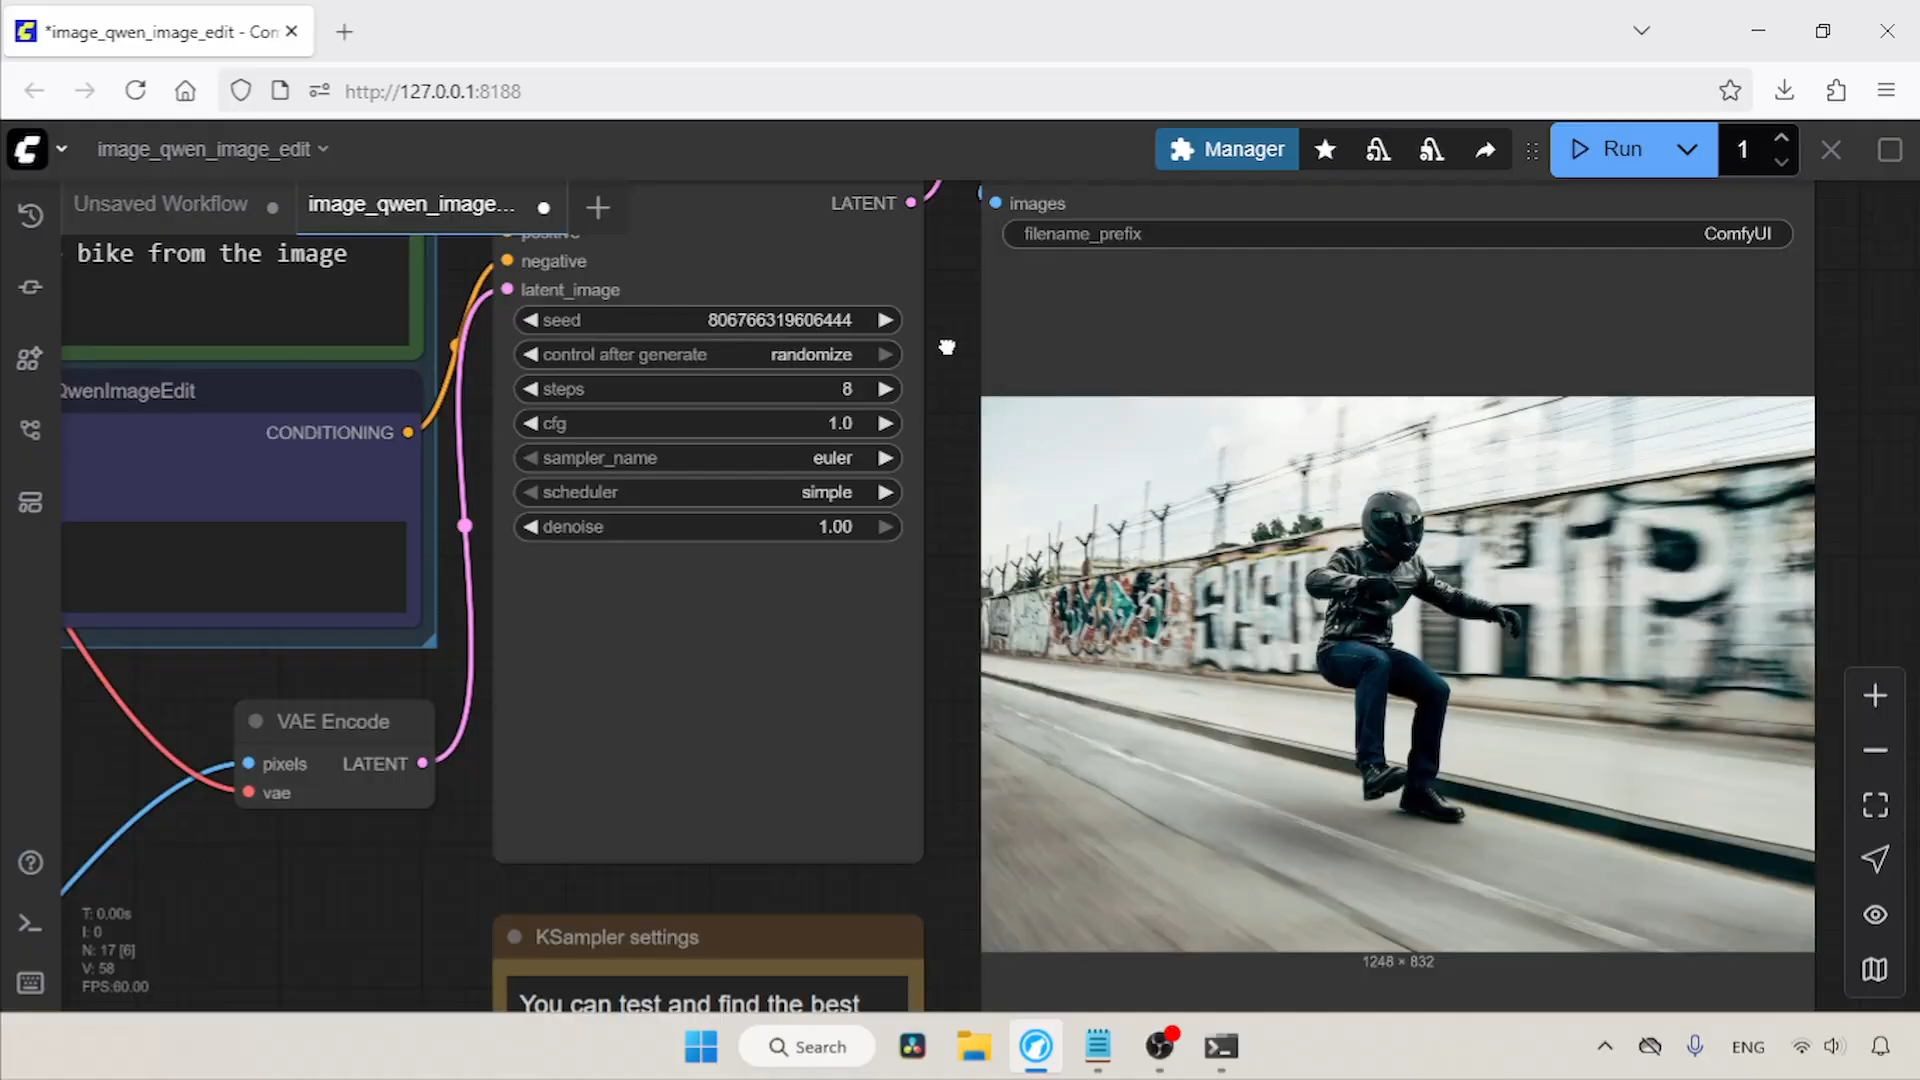 *image_qwen_image_edit - Con
http://127.0.0.1:8188
image_qwen_image_edit
Manager
Run
1
Unsaved Workflow
image_qwen_image...
LATENT
images
filename_prefix ComfyUI
bike from the image
positive
negative
latent_image
seed 806766319606444
control after generate randomize
steps 8
cfg 1.0
sampler_name euler
scheduler simple
denoise 1.00
QwenImageEdit
CONDITIONING
VAE Encode
pixels LATENT
vae
HIPE
1248 × 832
T: 0.00s
I: 0
N: 17 [6]
V: 58
FPS:60.00
KSampler settings
You can test and find the best
Search
ENG